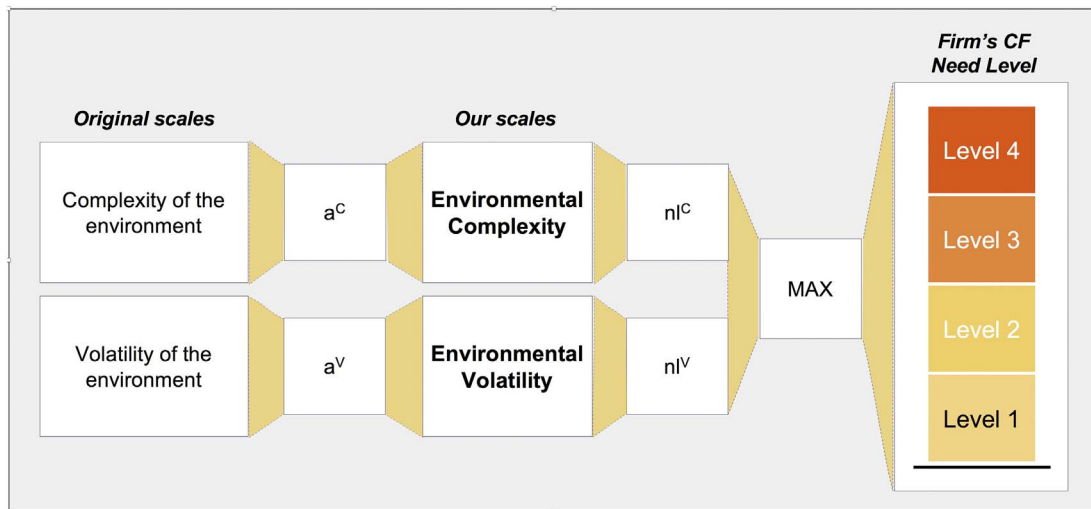 Firm's CF
Need Level
Original scales
Our scales
Level 4
Complexity of the
environment
a^C
Environmental
Complexity
nl^C
Level 3
MAX
Level 2
Volatility of the
environment
a^V
Environmental
Volatility
nl^V
Level 1